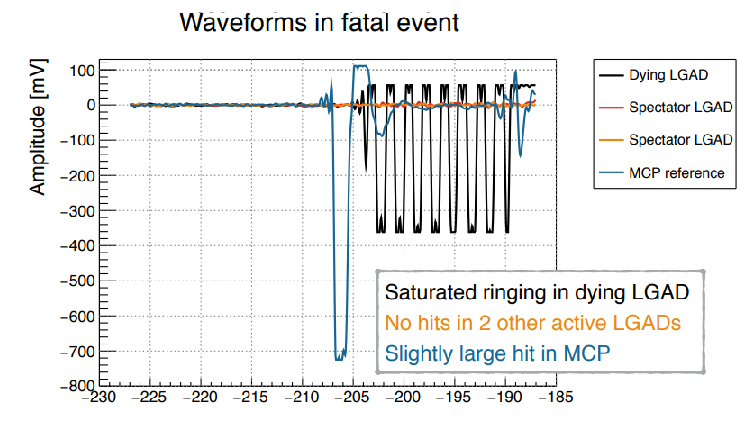 Waveforms in fatal event
Amplitude [mV]
100
0
−100
−200
−300
−400
−500
−600
−700
−800
−230
−225
−220
−215
−210
−205
−200
−195
−190
−185
Dying LGAD
Spectator LGAD
Spectator LGAD
MCP reference
Saturated ringing in dying LGAD
No hits in 2 other active LGADs
Slightly large hit in MCP